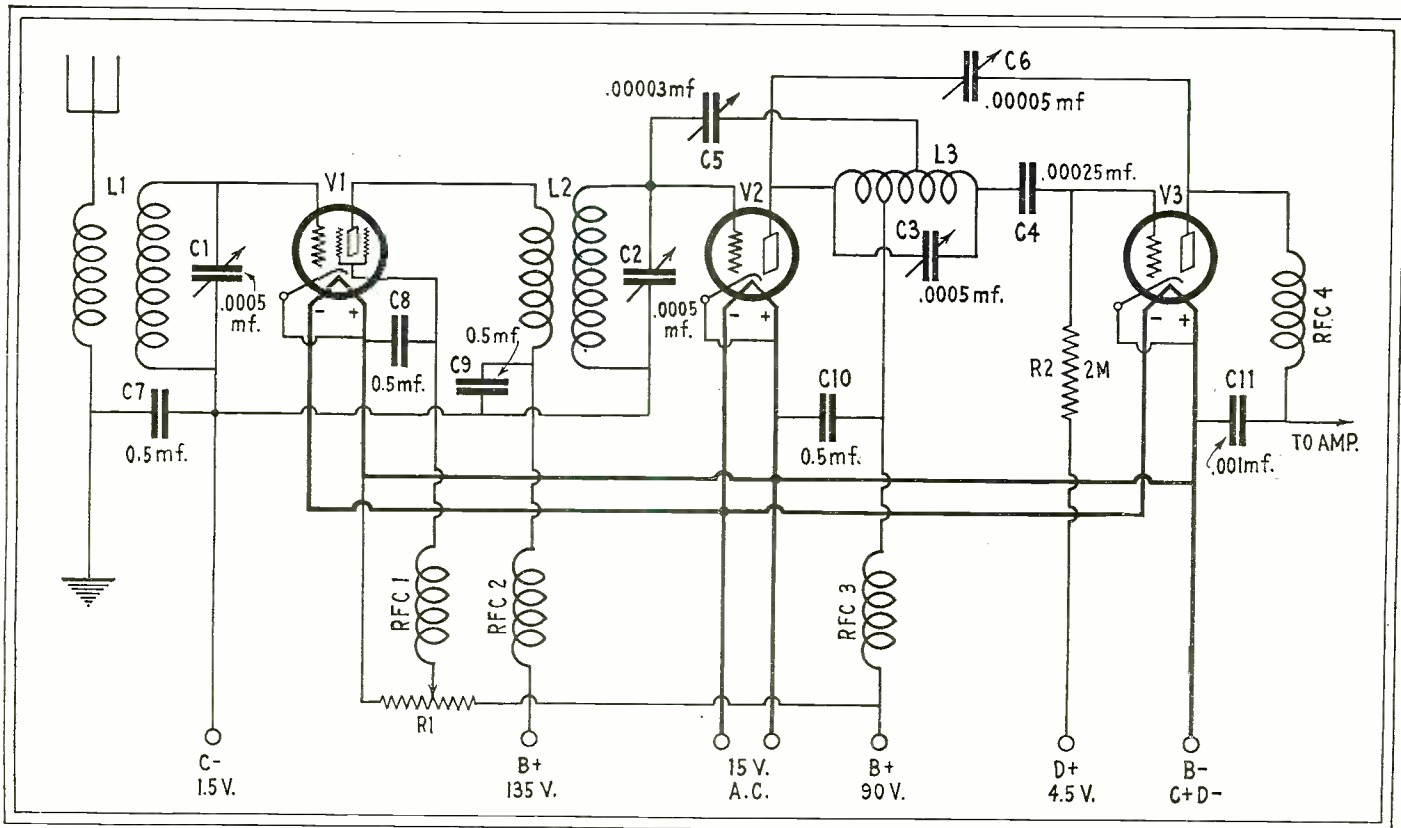 C6
.00005 mf
.00003mf
C5
L1
V1
L2
V2
L3
.00025mf.
C4
V3
C1
.0005
mf.
C2
.0005
mf.
C3
.0005mf.
- +
- +
- +
C8
0.5mf.
0.5mf
C9
RFC 4
R2 2M
C7
0.5mf.
C10
0.5mf.
C11
.001mf.
TO AMP.
RFC 1
RFC 2
RFC 3
R1
C-
1.5V.
B+
135 V.
15 V.
A.C.
B+
90 V.
D+
4.5 V.
B-
C+D-